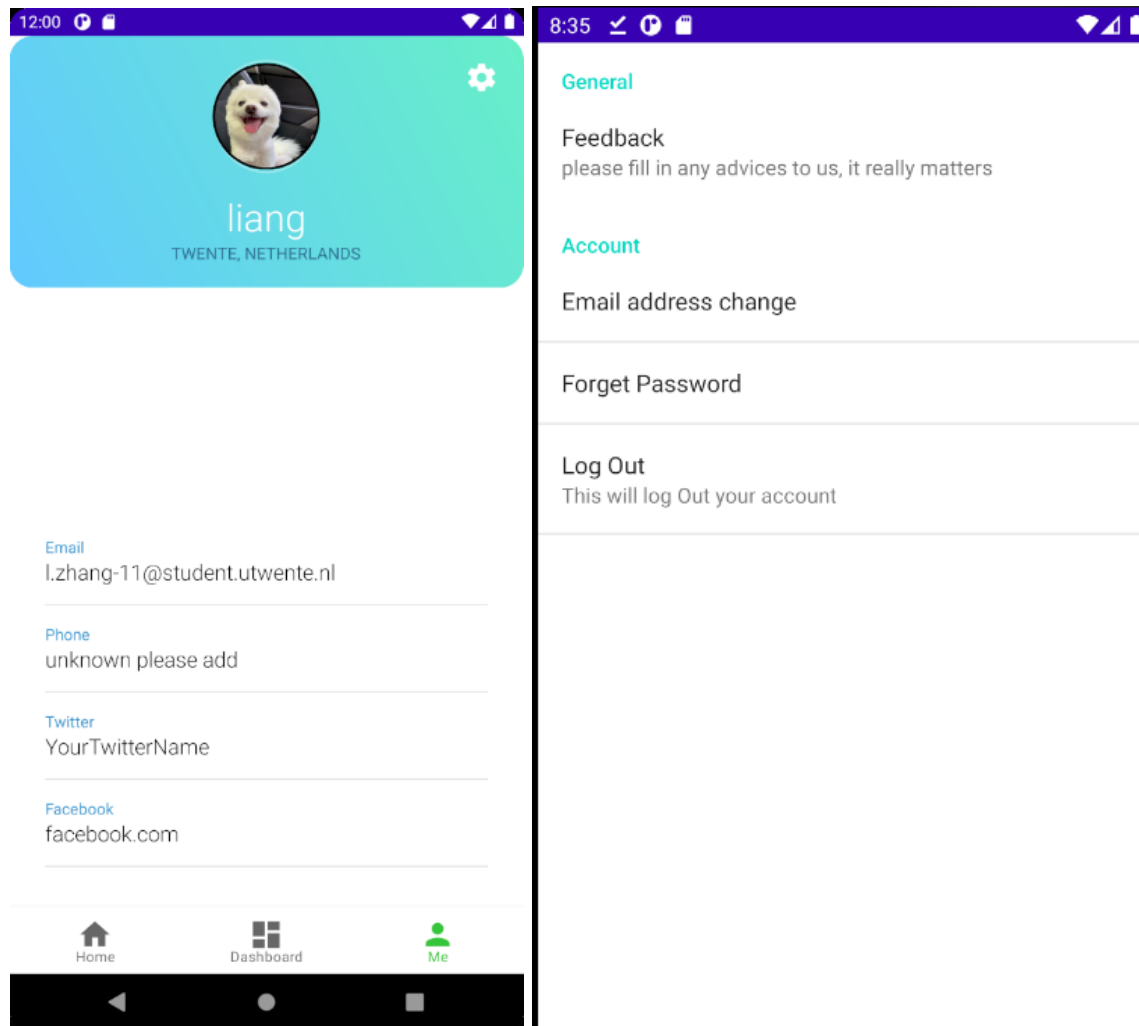 12:00
liang
TWENTE, NETHERLANDS
Email
l.zhang-11@student.utwente.nl
Phone
unknown please add
Twitter
YourTwitterName
Facebook
facebook.com
Home
Dashboard
Me
8:35
General
Feedback
please fill in any advices to us, it really matters
Account
Email address change
Forget Password
Log Out
This will log Out your account